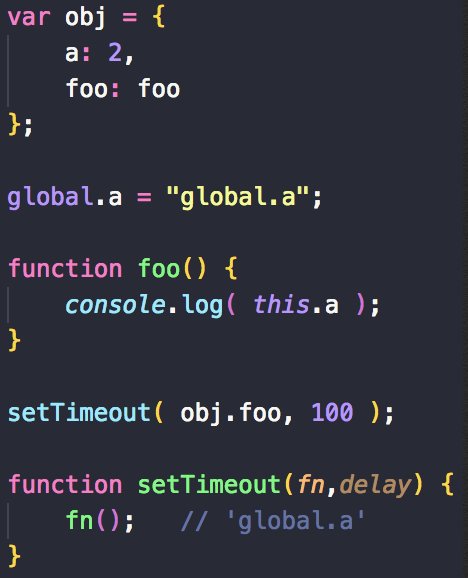 var obj = {
    a: 2,
    foo: foo
};

global.a = "global.a";

function foo() {
    console.log( this.a );
}

setTimeout( obj.foo, 100 );

function setTimeout(fn,delay) {
    fn();   // 'global.a'
}